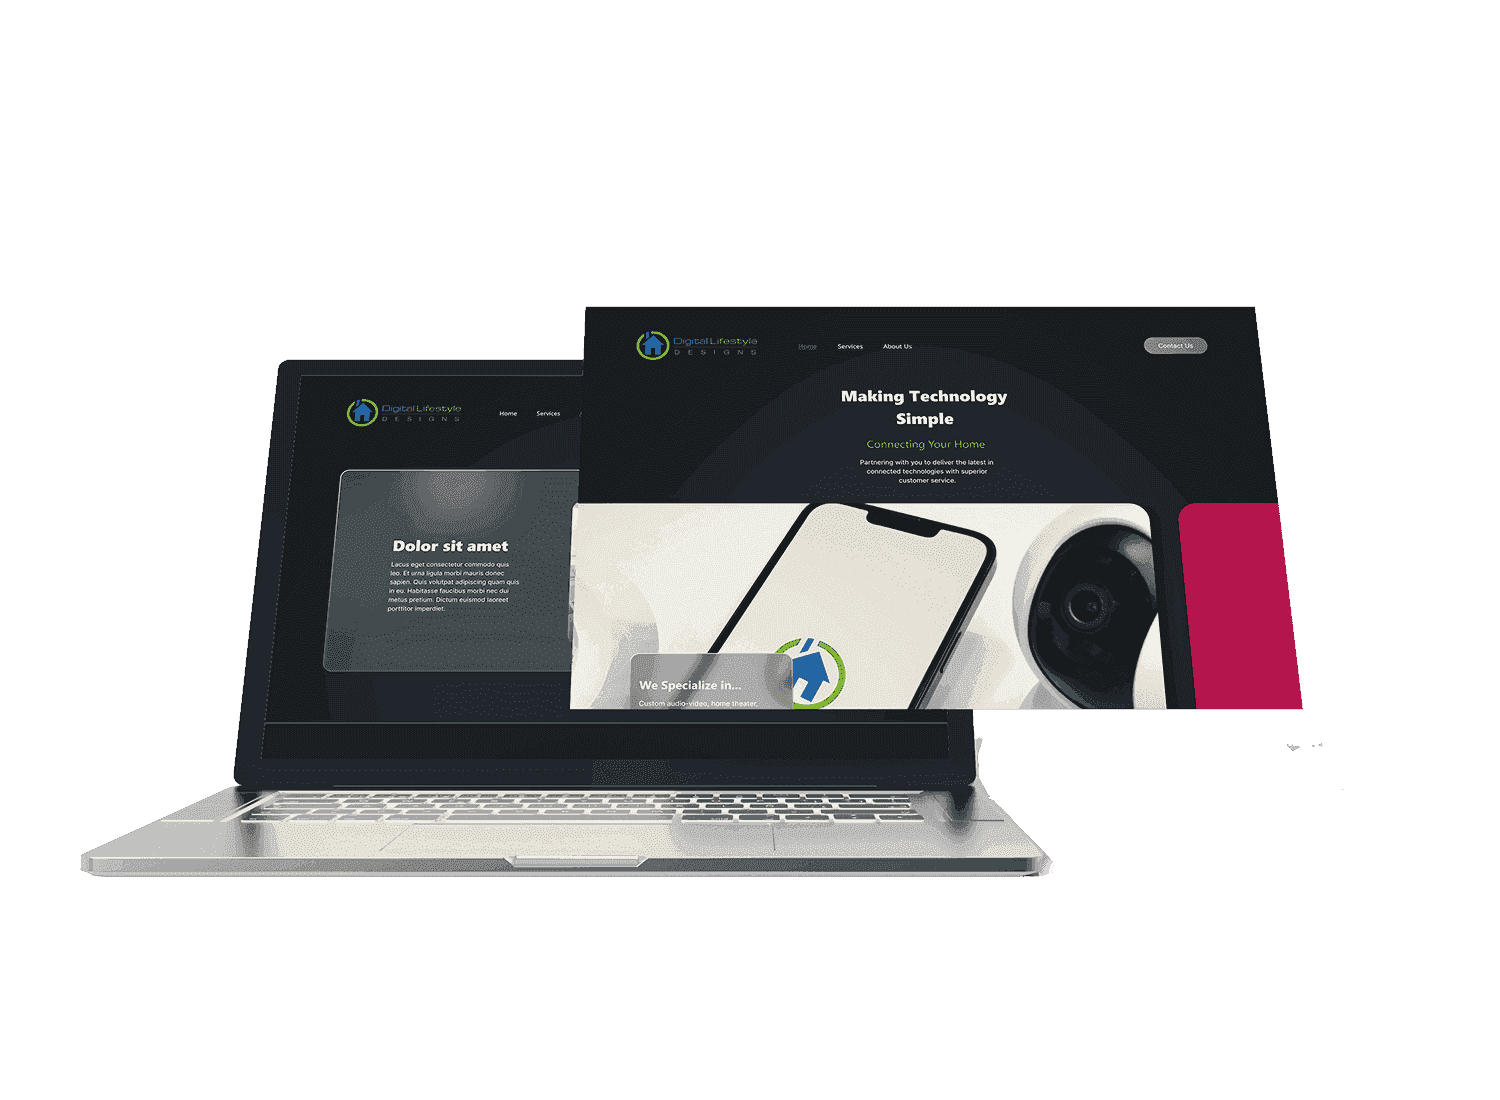 Digital Lifestyle
DESIGNS
Home
Services
Dolor sit amet
Lacus eget consectetur commodo quis
leo. Et urna ligula morbi mauris donec
sapien. Quis volutpat adipiscing quam quis
in eu. Habitasse faucibus morbi nec dui
metus pretium. Dictum euismod laoreet
porttitor imperdiet.
Digital Lifestyle
DESIGNS
Home
Services
About Us
Contact Us
Making Technology
Simple
Connecting Your Home
Partnering with you to deliver the latest in
connected technologies with superior
customer service.
We Specialize in...
Custom audio-video, home theater,